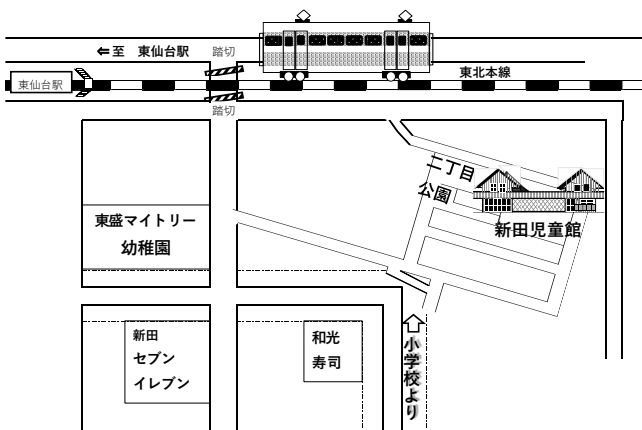 ⇐至 東仙台駅
踏切
東北本線
東仙台駅
踏切
二丁目
公園
新田児童館
東盛マイトリー
幼稚園
新田
セブン
イレブン
和光
寿司
小学校より